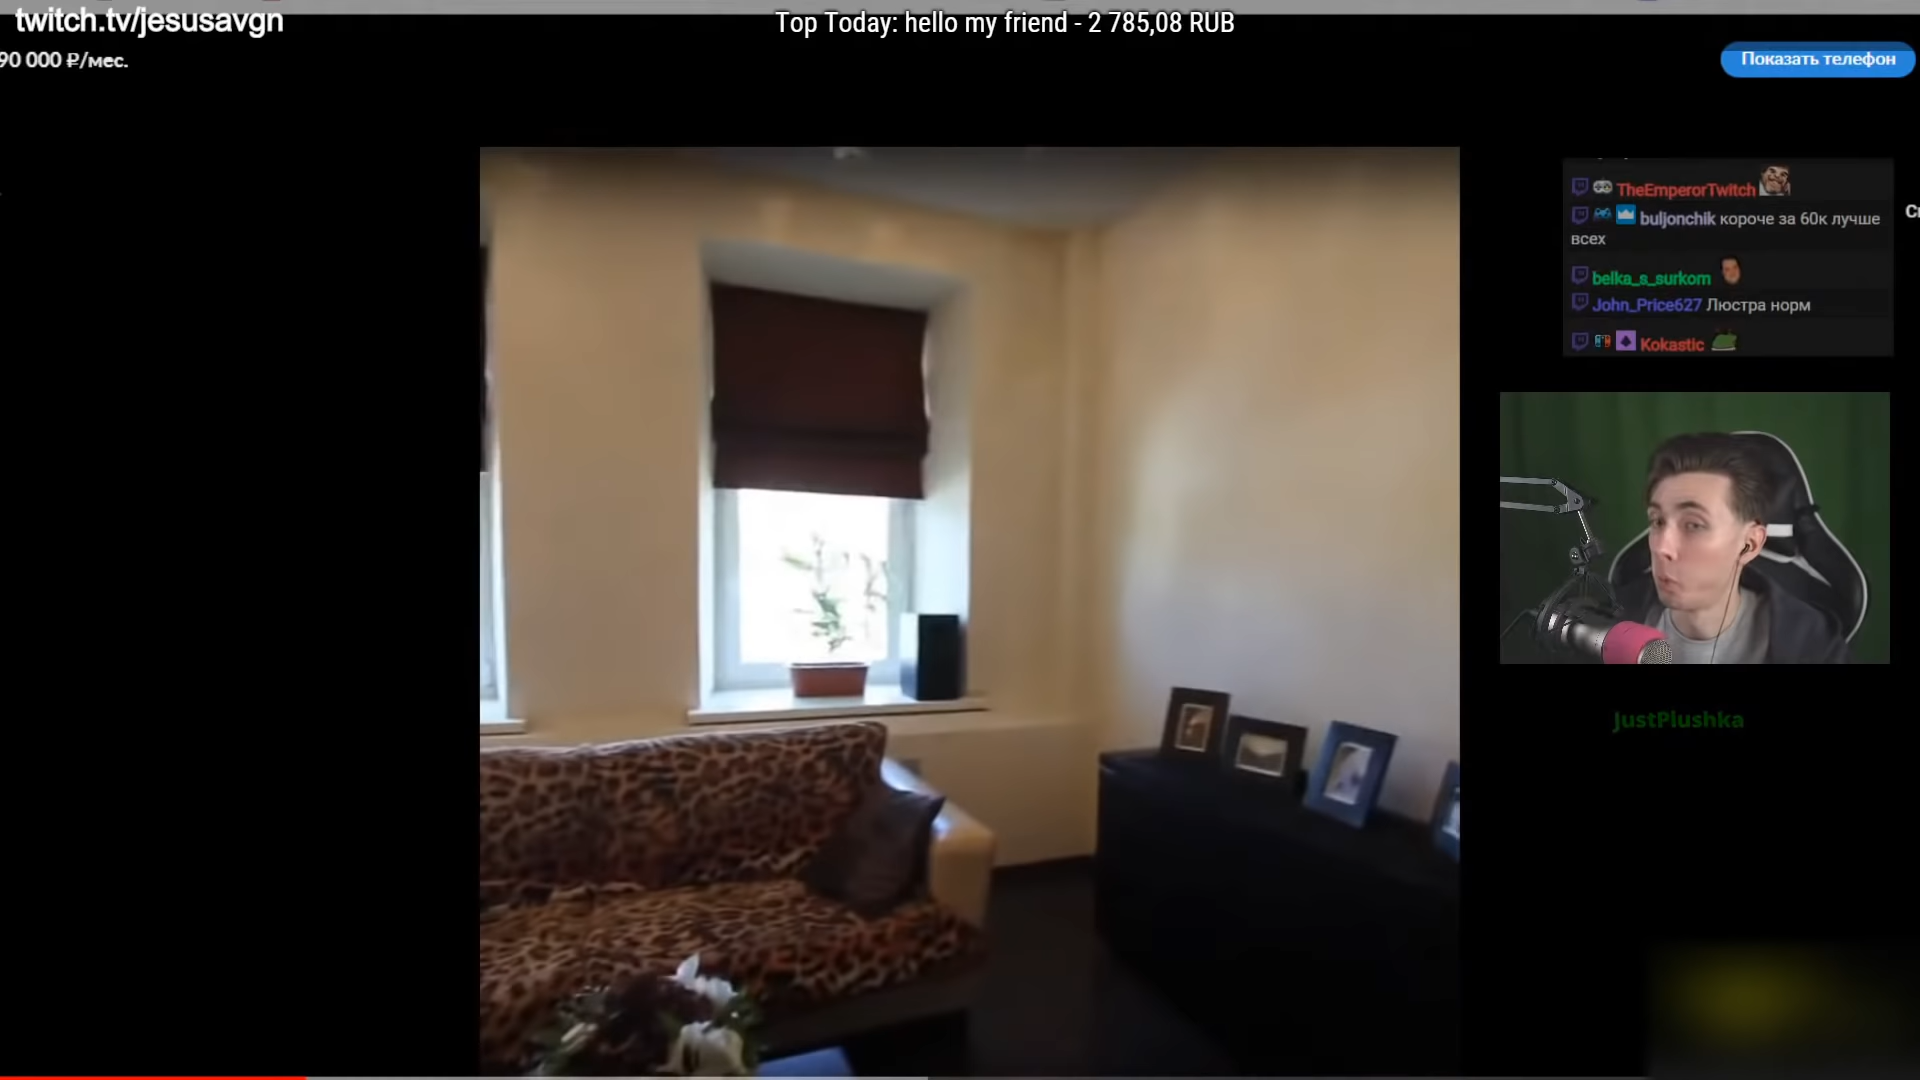 twitch.tv/jesusavgn
Top Today: hello my friend - 2 785,08 RUB
90 000 ₽/мес.
Показать телефон
TheEmperorTwitch
buljonchik короче за 60к лучше
всех
belka_s_surkom
John_Price627 Люстра норм
Kokastic
JustPlushka